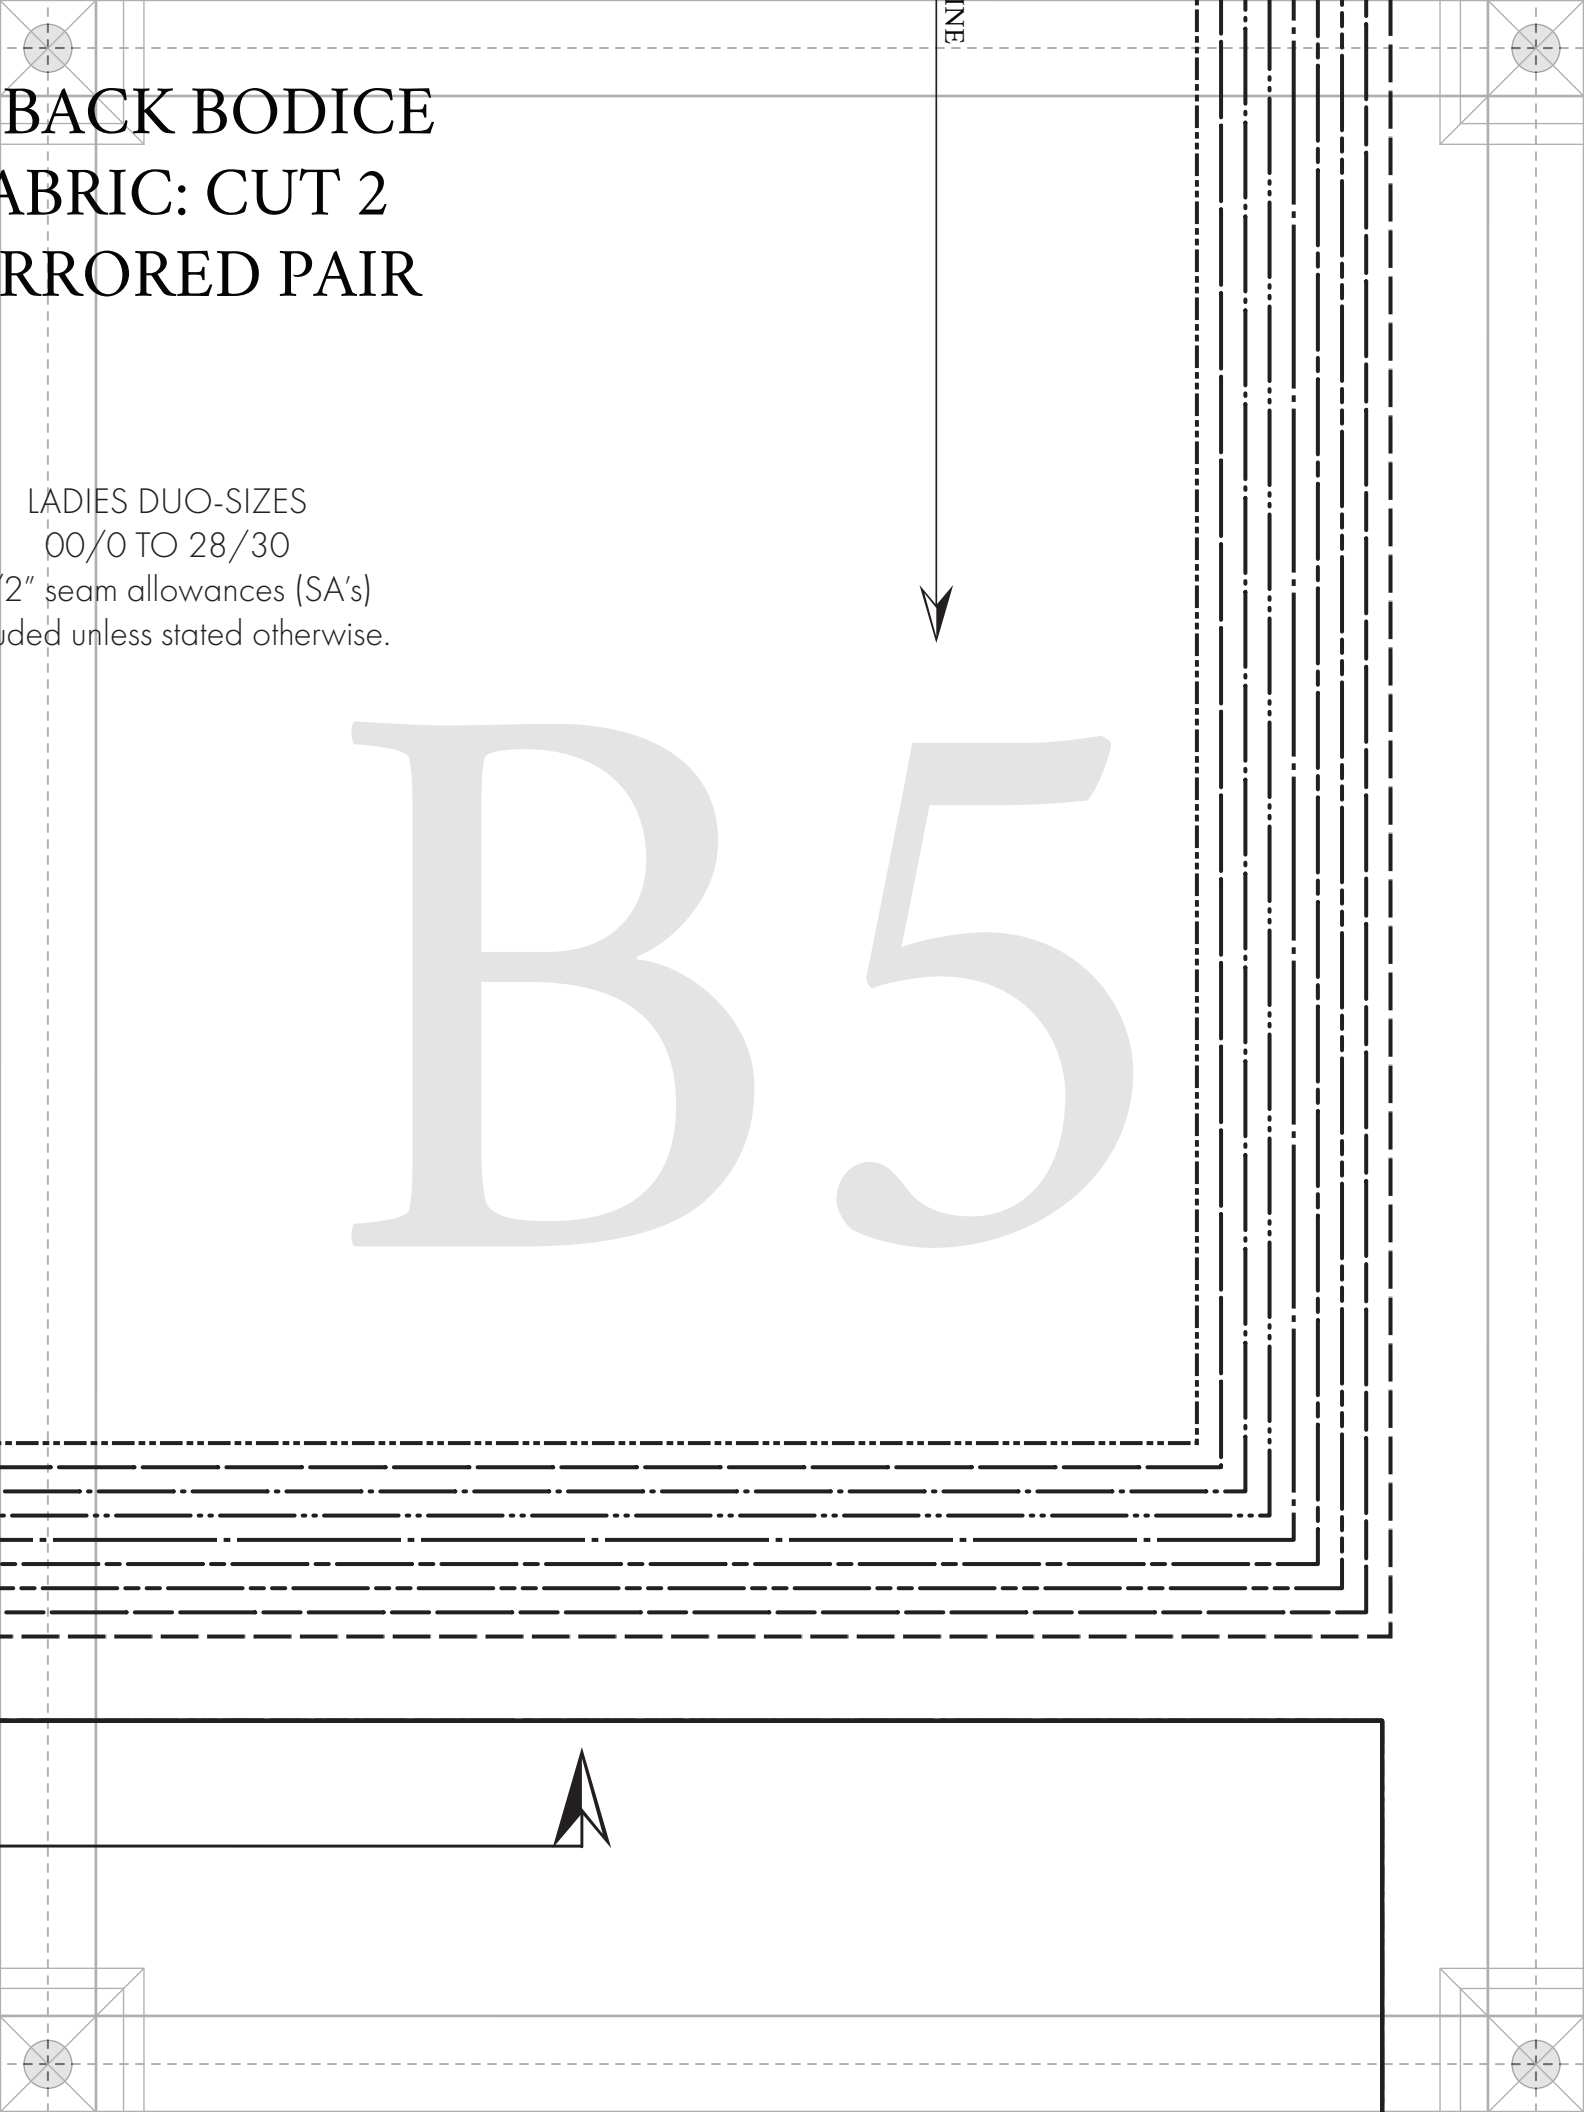 INE
BACK BODICE
ABRIC: CUT 2
RRORED PAIR
LADIES DUO-SIZES
00/0 TO 28/30
/2” seam allowances (SA’s)
uded unless stated otherwise.
B5